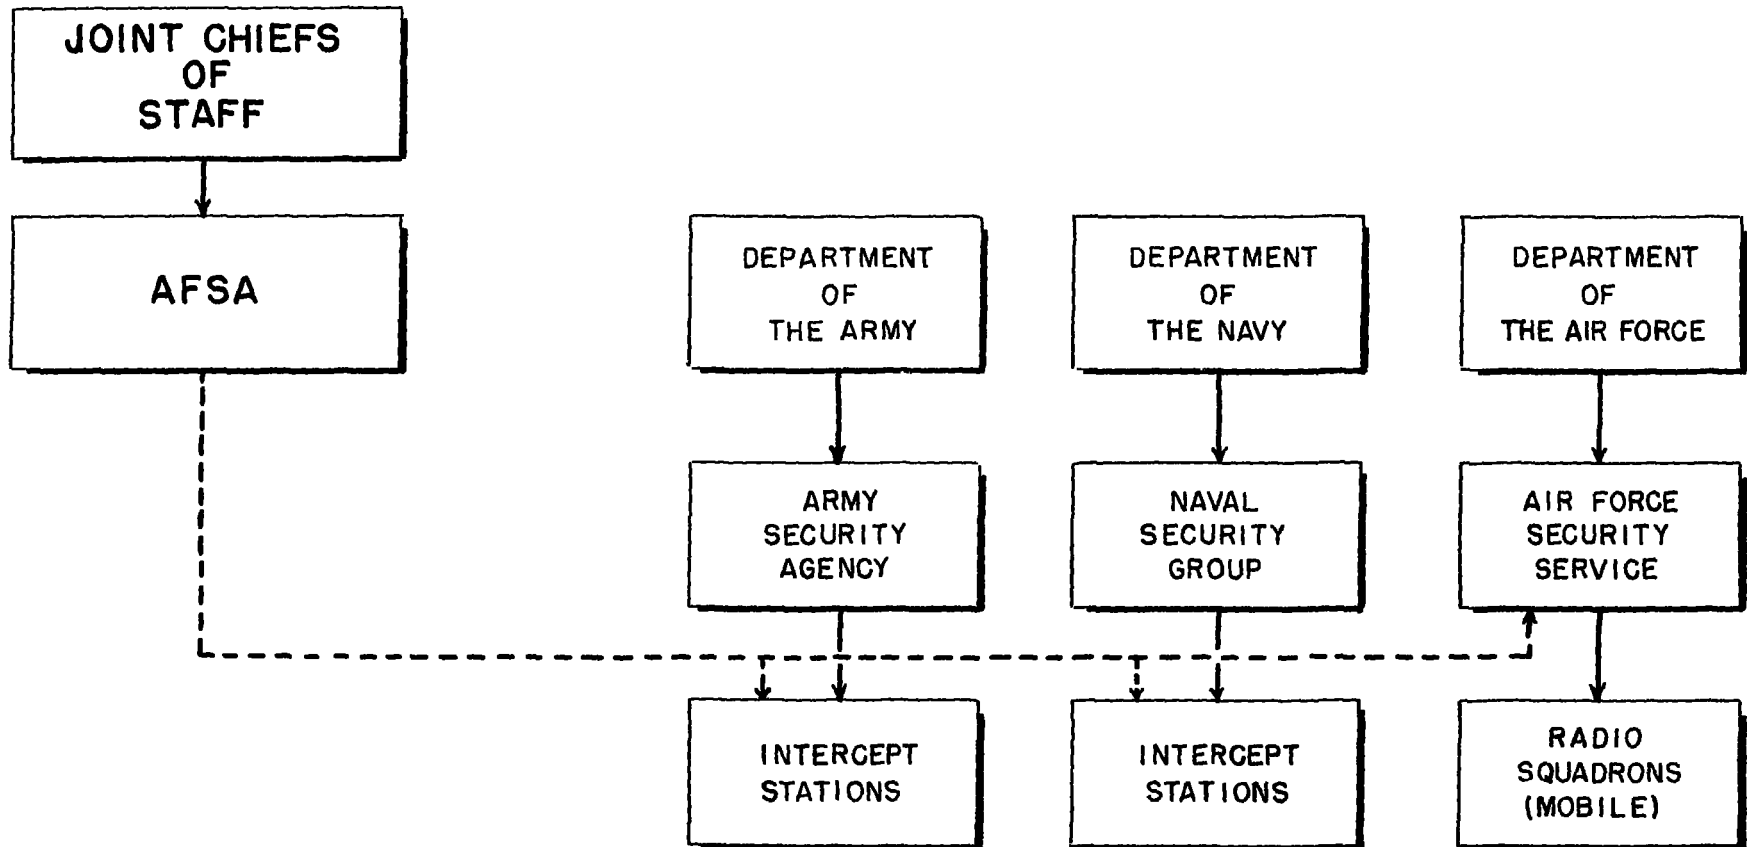 JOINT CHIEFS
OF
STAFF
AFSA
DEPARTMENT
OF
THE ARMY
DEPARTMENT
OF
THE NAVY
DEPARTMENT
OF
THE AIR FORCE
ARMY
SECURITY
AGENCY
NAVAL
SECURITY
GROUP
AIR FORCE
SECURITY
SERVICE
INTERCEPT
STATIONS
INTERCEPT
STATIONS
RADIO
SQUADRONS
(MOBILE)